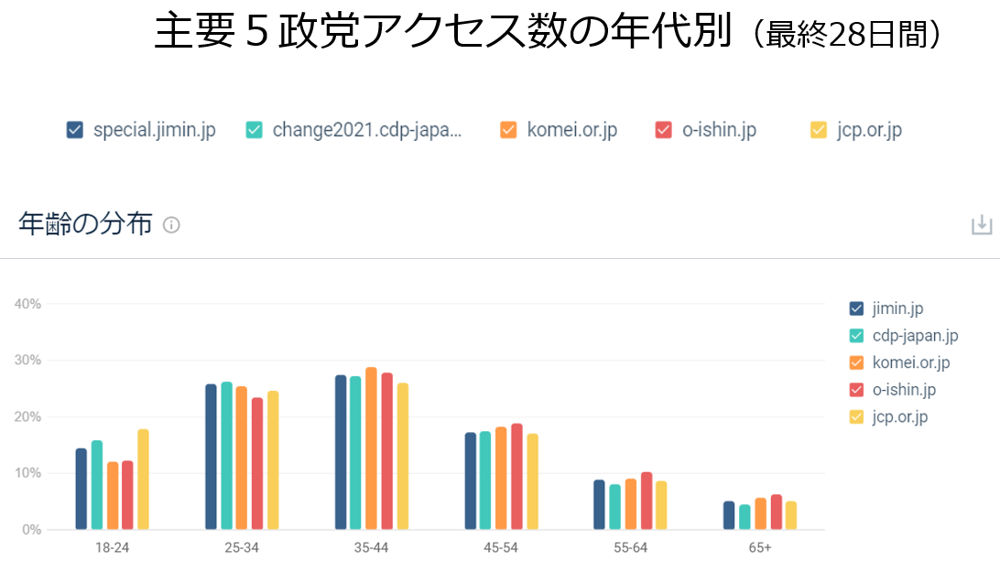 主要５政党アクセス数の年代別（最終28日間）
special.jimin.jp change2021.cdp-japa... komei.or.jp o-ishin.jp jcp.or.jp
年齢の分布
40%
30%
20%
10%
0%
18-24 25-34 35-44 45-54 55-64 65+
jimin.jp
cdp-japan.jp
komei.or.jp
o-ishin.jp
jcp.or.jp